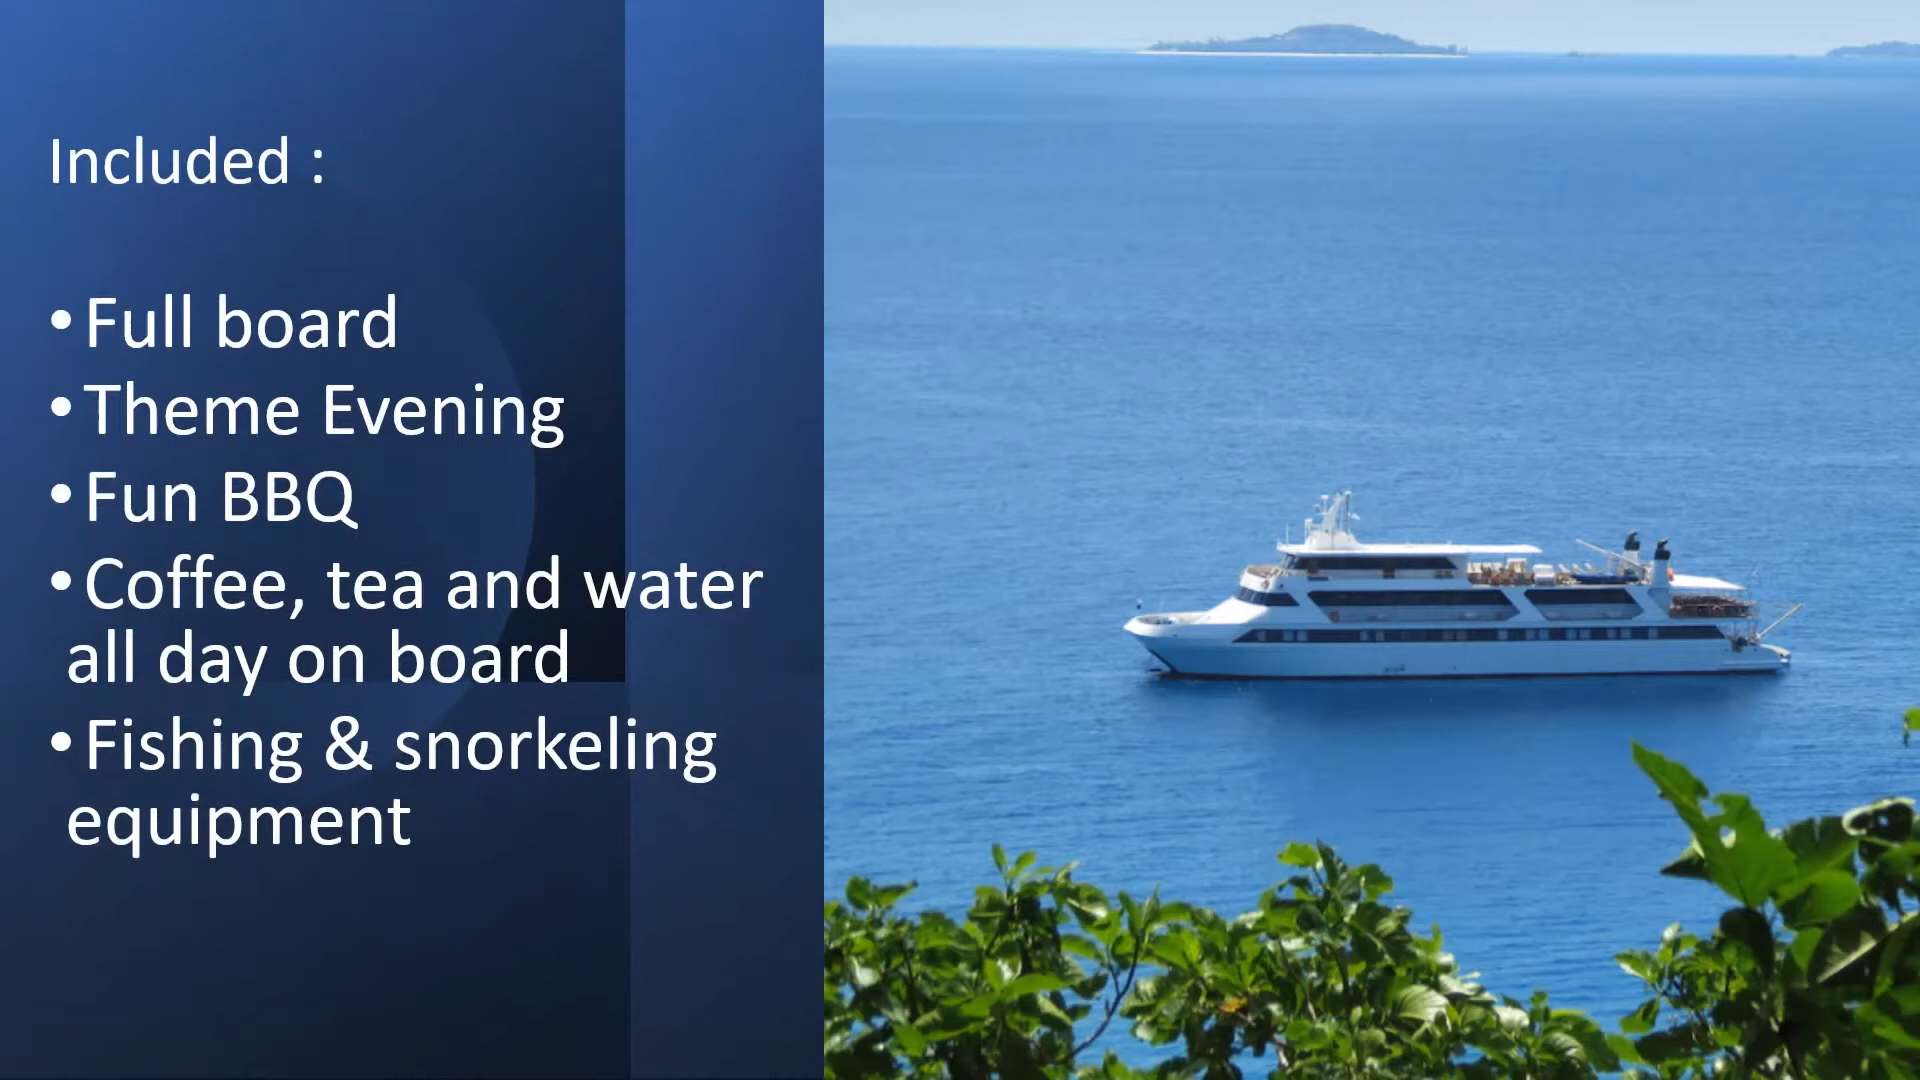 Included :
•Full board
•Theme Evening
•Fun BBQ
•Coffee, tea and water
all day on board
•Fishing & snorkeling
equipment